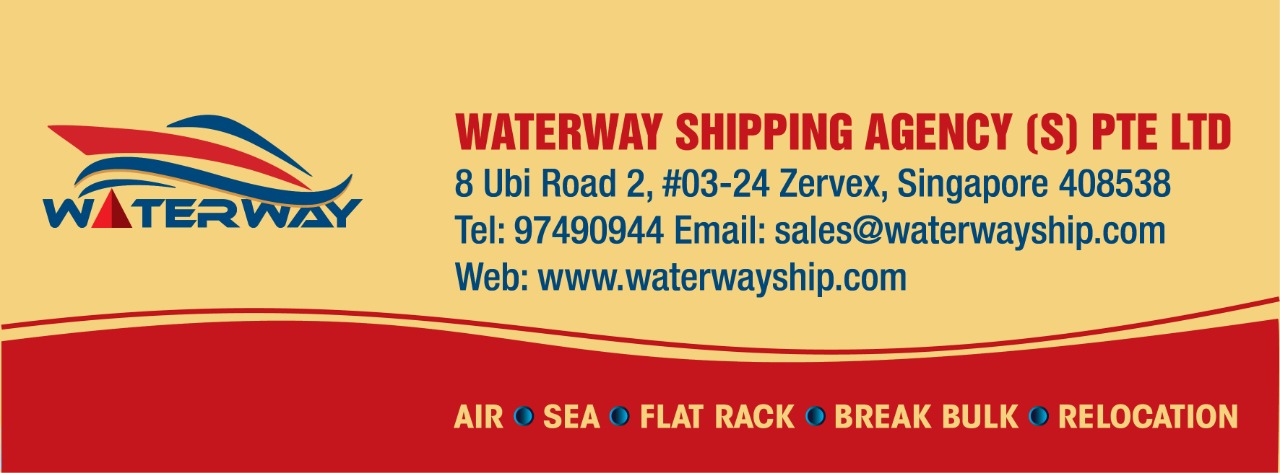 WATERWAY
WATERWAY SHIPPING AGENCY (S) PTE LTD
8 Ubi Road 2, #03-24 Zervex, Singapore 408538
Tel: 97490944 Email: sales@waterwayship.com
Web: www.waterwayship.com
AIR • SEA • FLAT RACK • BREAK BULK • RELOCATION